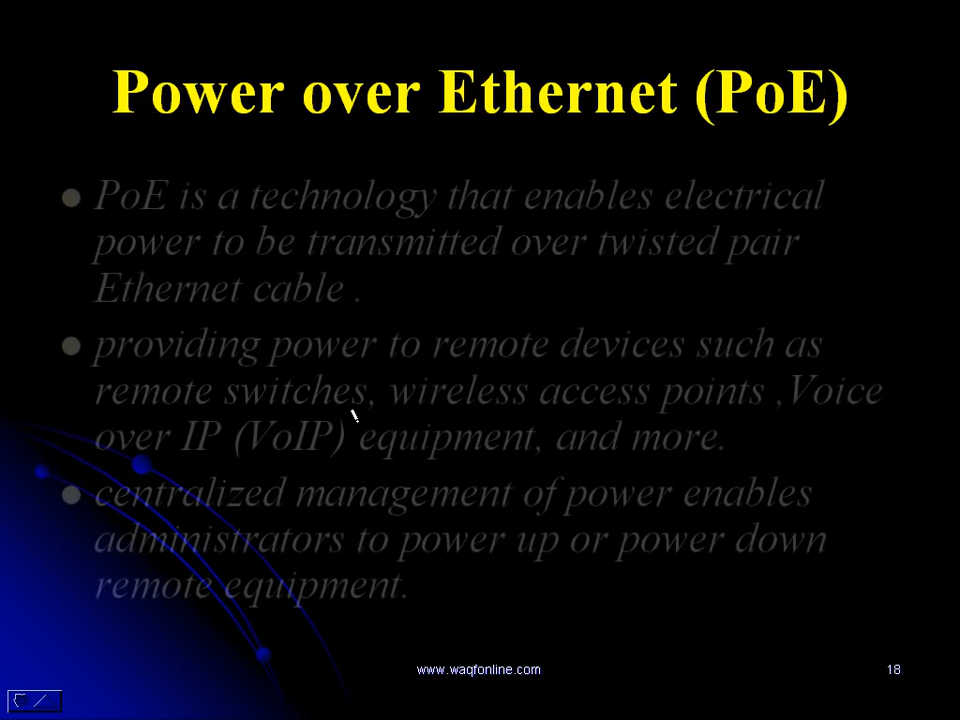 Power over Ethernet (PoE)
PoE is a technology that enables electrical
power to be transmitted over twisted pair
Ethernet cable .
providing power to remote devices such as
remote switches, wireless access points ,Voice
over IP (VoIP) equipment, and more.
centralized management of power enables
administrators to power up or power down
remote equipment.
www.waqfonline.com
18